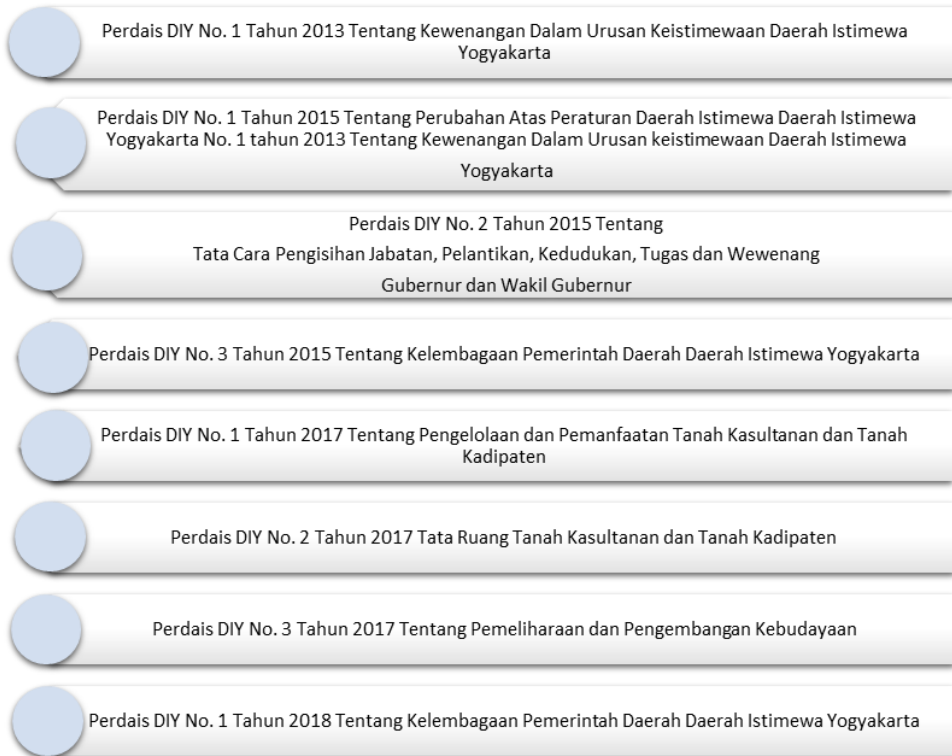 Perdais DIY No. 1 Tahun 2013 Tentang Kewenangan Dalam Urusan Keistimewaan Daerah Istimewa
Yogyakarta
Perdais DIY No. 1 Tahun 2015 Tentang Perubahan Atas Peraturan Daerah Istimewa Daerah Istimewa
Yogyakarta No. 1 tahun 2013 Tentang Kewenangan Dalam Urusan keistimewaan Daerah Istimewa
Yogyakarta
Perdais DIY No. 2 Tahun 2015 Tentang
Tata Cara Pengisihan Jabatan, Pelantikan, Kedudukan, Tugas dan Wewenang
Gubernur dan Wakil Gubernur
Perdais DIY No. 3 Tahun 2015 Tentang Kelembagaan Pemerintah Daerah Daerah Istimewa Yogyakarta
Perdais DIY No. 1 Tahun 2017 Tentang Pengelolaan dan Pemanfaatan Tanah Kasultanan dan Tanah
Kadipaten
Perdais DIY No. 2 Tahun 2017 Tata Ruang Tanah Kasultanan dan Tanah Kadipaten
Perdais DIY No. 3 Tahun 2017 Tentang Pemeliharaan dan Pengembangan Kebudayaan
Perdais DIY No. 1 Tahun 2018 Tentang Kelembagaan Pemerintah Daerah Daerah Istimewa Yogyakarta